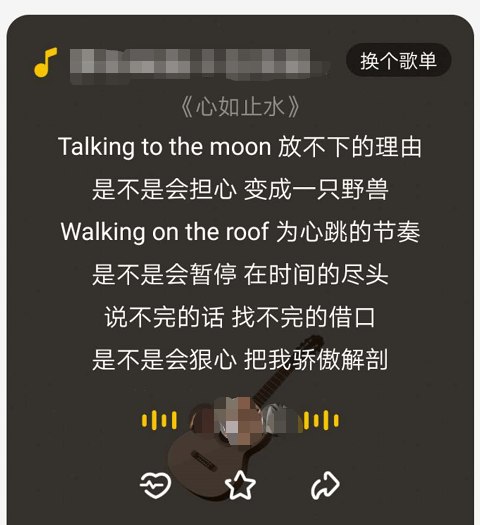 换个歌单
《心如止水》
Talking to the moon 放不下的理由
是不是会担心 变成一只野兽
Walking on the roof 为心跳的节奏
是不是会暂停 在时间的尽头
说不完的话 找不完的借口
是不是会狠心 把我骄傲解剖